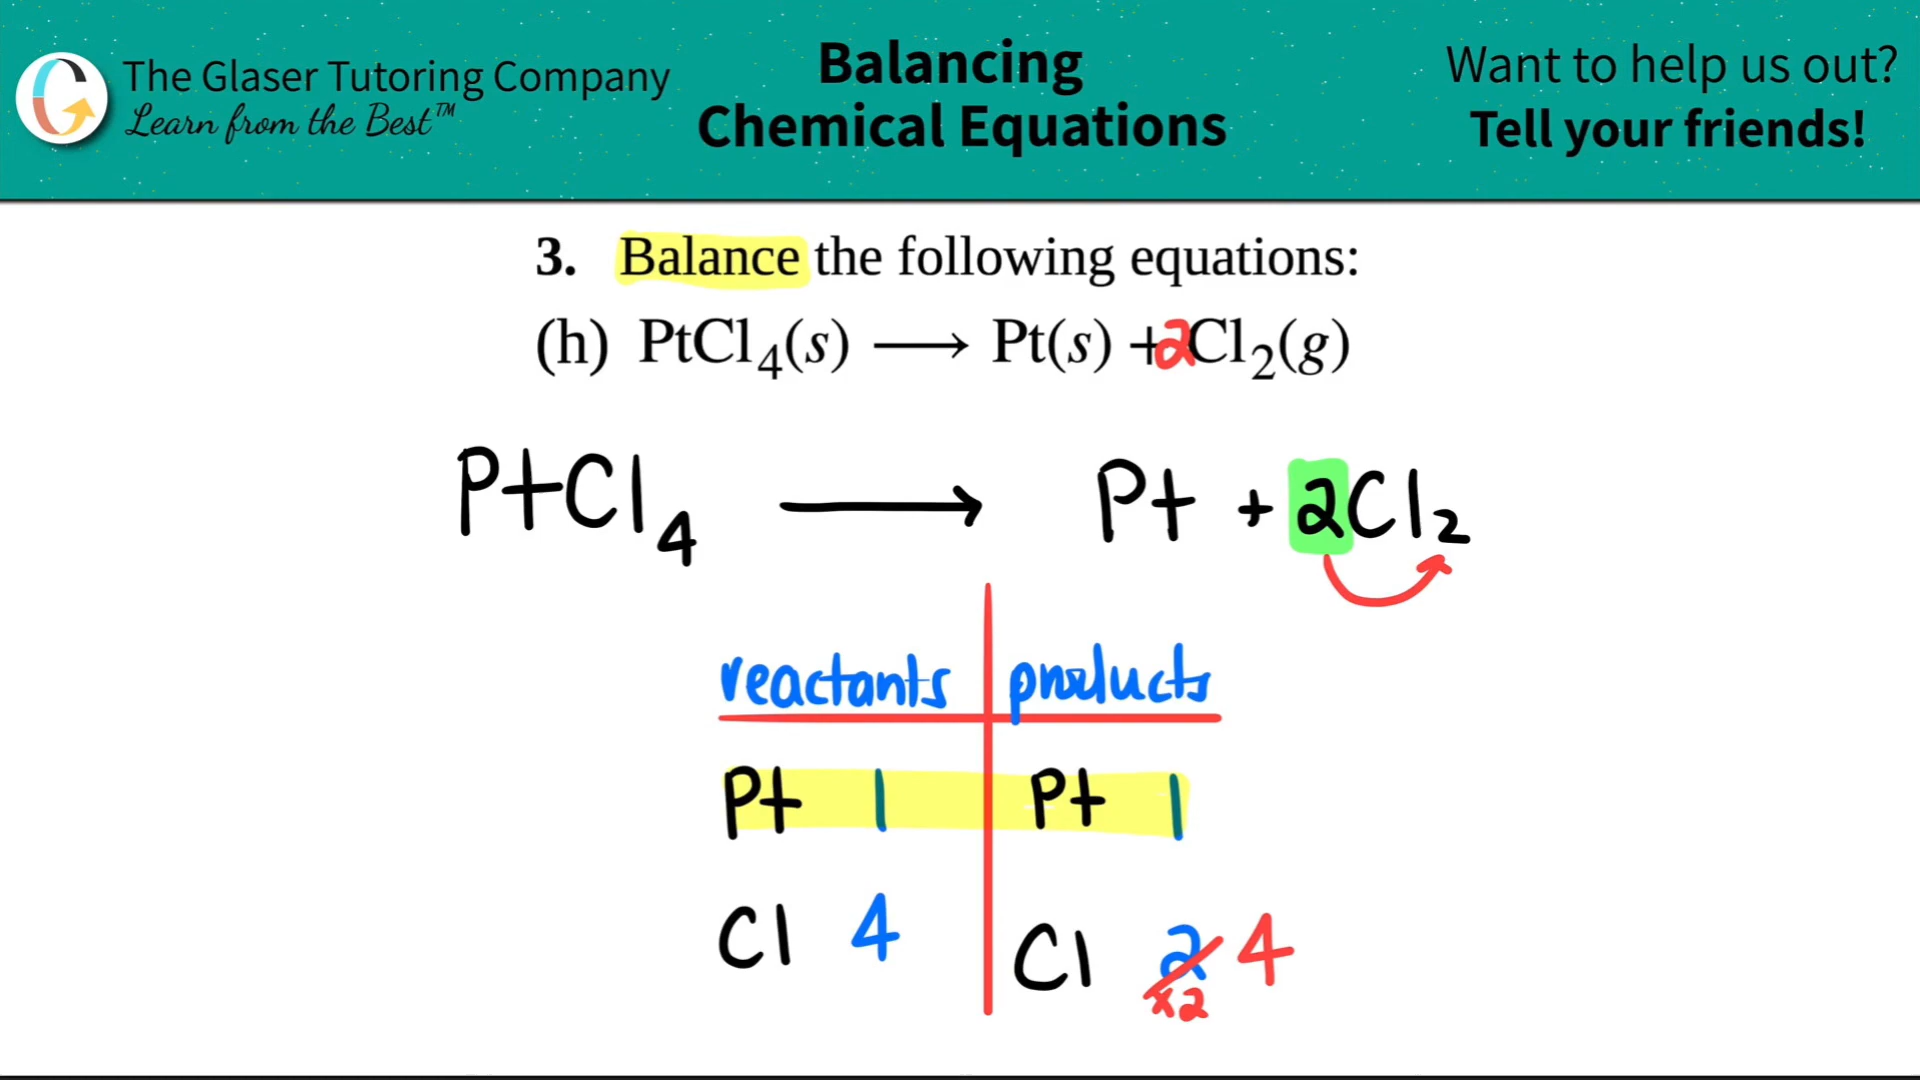 The Glaser Tutoring Company
Learn from the Best™
Balancing
Chemical Equations
Want to help us out?
Tell your friends!
3. Balance the following equations:
(h) PtCl₄(s) ⟶ Pt(s) + 2Cl₂(g)
PtCl₄ ⟶ Pt + 2Cl₂
reactants products
Pt 1 Pt 1
Cl 4 Cl 2 4
x2